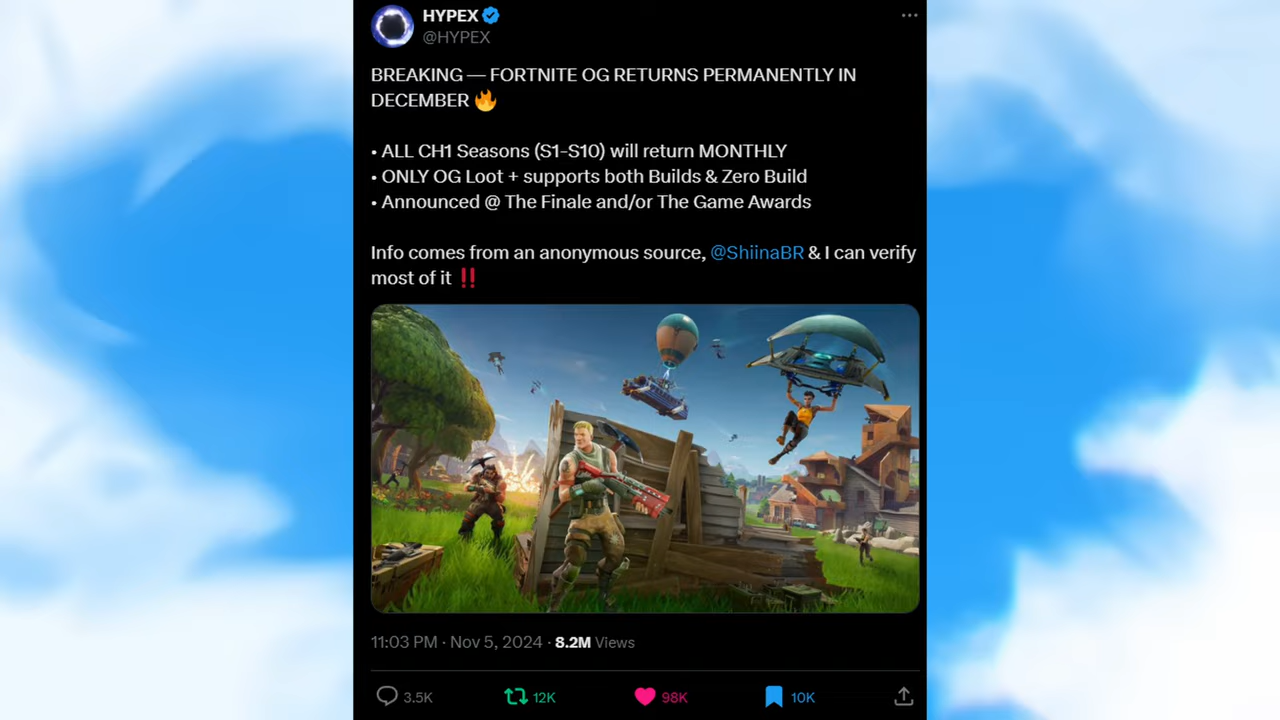 HYPEX
@HYPEX
BREAKING — FORTNITE OG RETURNS PERMANENTLY IN
DECEMBER 🔥
• ALL CH1 Seasons (S1-S10) will return MONTHLY
• ONLY OG Loot + supports both Builds & Zero Build
• Announced @ The Finale and/or The Game Awards
Info comes from an anonymous source, @ShiinaBR & I can verify
most of it ‼️
11:03 PM · Nov 5, 2024 · 8.2M Views
3.5K 12K 98K 10K